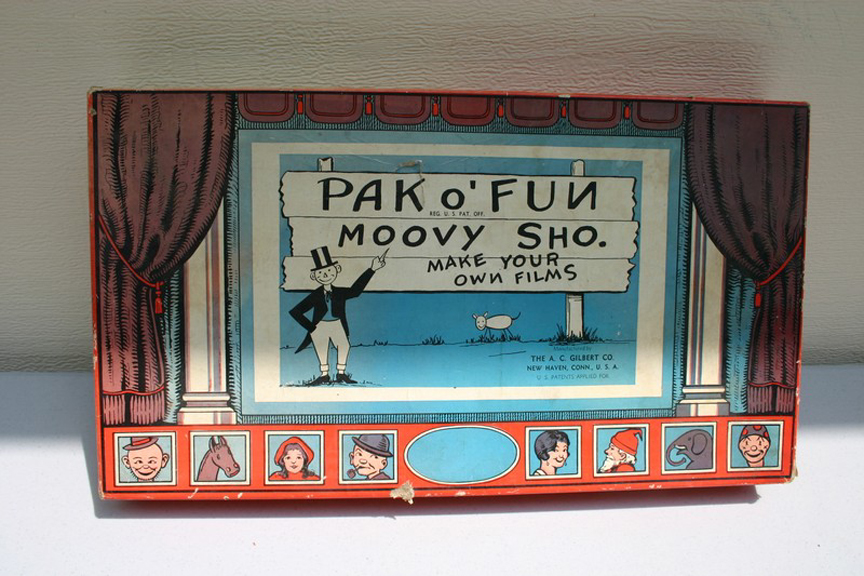 PAK O' FUN
REG. U. S. PAT. OFF.
MOOVY SHO.
MAKE YOUR
OWN FILMS
THE A. C. GILBERT CO.
NEW HAVEN, CONN., U. S. A.
U. S. PATENTS APPLIED FOR